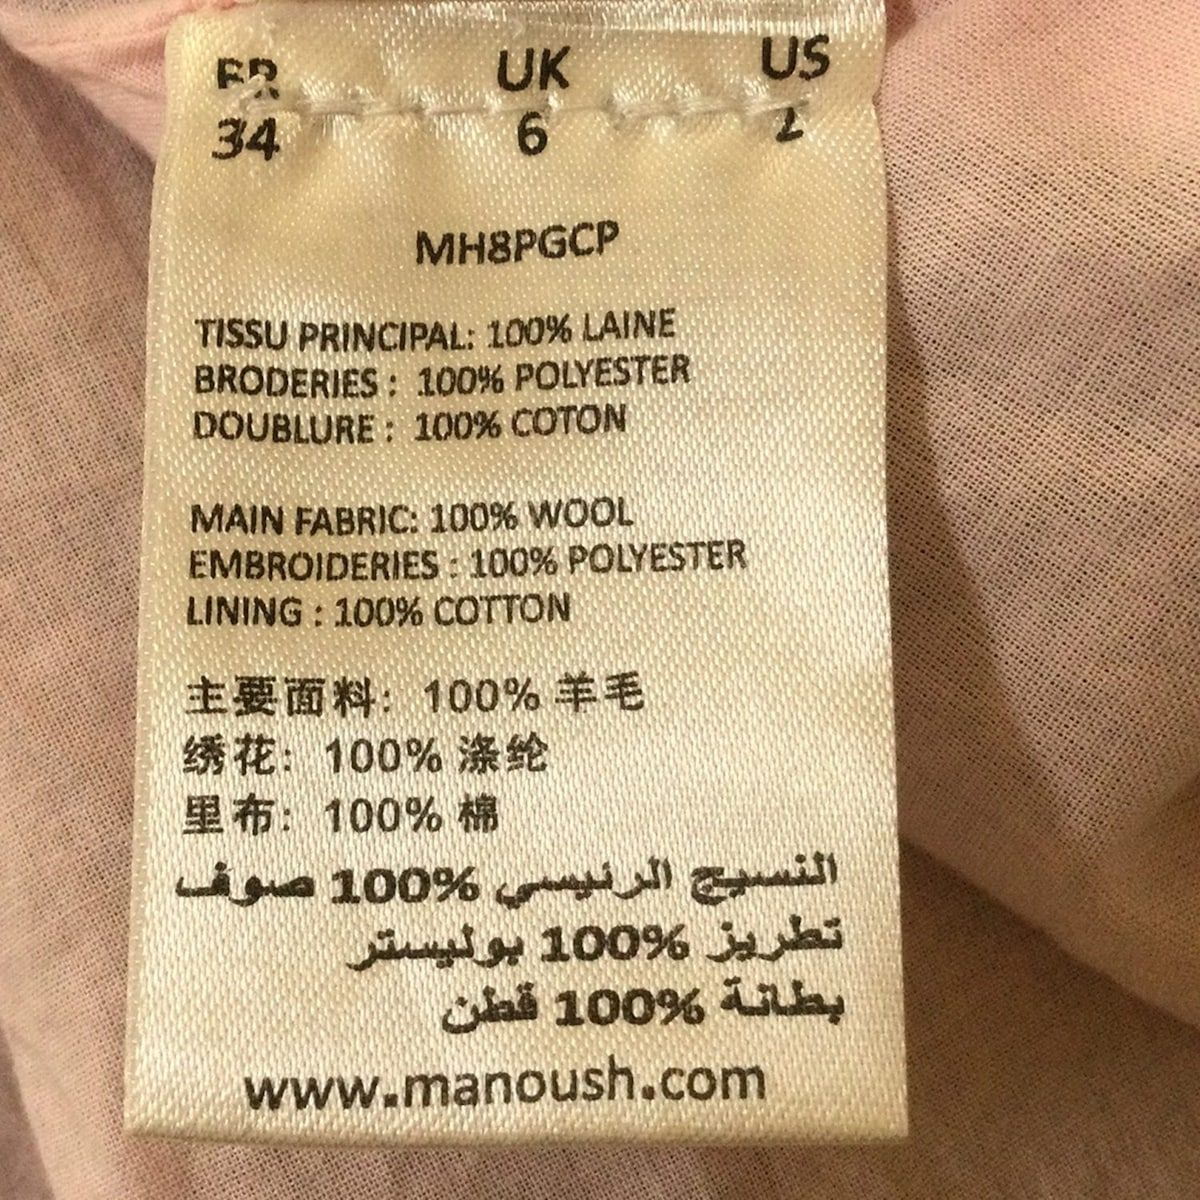 FR UK US
34 6 2
MH8PGCP
TISSU PRINCIPAL: 100% LAINE
BRODERIES : 100% POLYESTER
DOUBLURE : 100% COTON
MAIN FABRIC: 100% WOOL
EMBROIDERIES : 100% POLYESTER
LINING : 100% COTTON
主要面料: 100% 羊毛
绣花: 100% 涤纶
里布: 100% 棉
النسيج الرئيسي 100% صوف
تطريز 100% بوليستر
بطانة 100% قطن
www.manoush.com